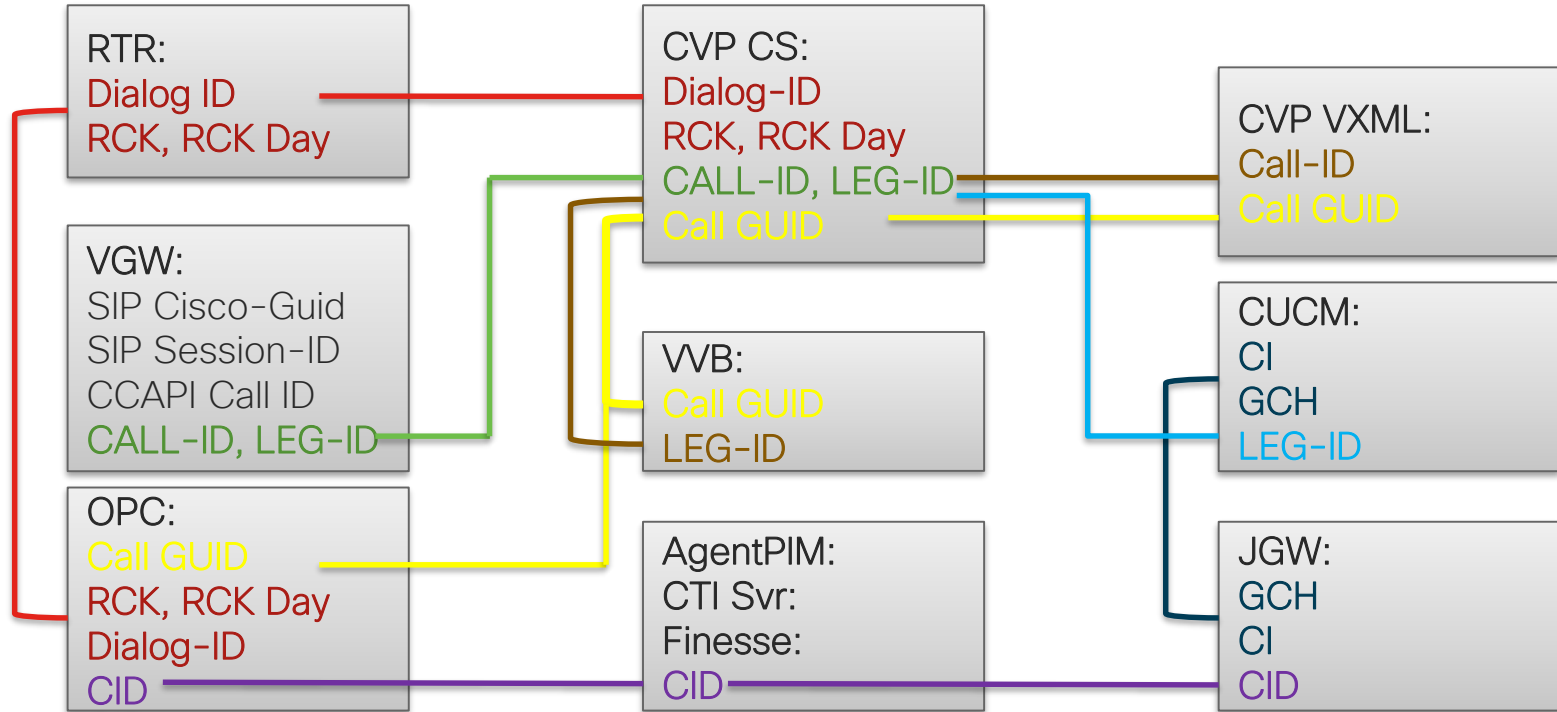 RTR:
Dialog ID
RCK, RCK Day
VGW:
SIP Cisco-Guid
SIP Session-ID
CCAPI Call ID
CALL-ID, LEG-ID
OPC:
Call GUID
RCK, RCK Day
Dialog-ID
CID
CVP CS:
Dialog-ID
RCK, RCK Day
CALL-ID, LEG-ID
Call GUID
VVB:
Call GUID
LEG-ID
AgentPIM:
CTI Svr:
Finesse:
CID
CVP VXML:
Call-ID
Call GUID
CUCM:
CI
GCH
LEG-ID
JGW:
GCH
CI
CID